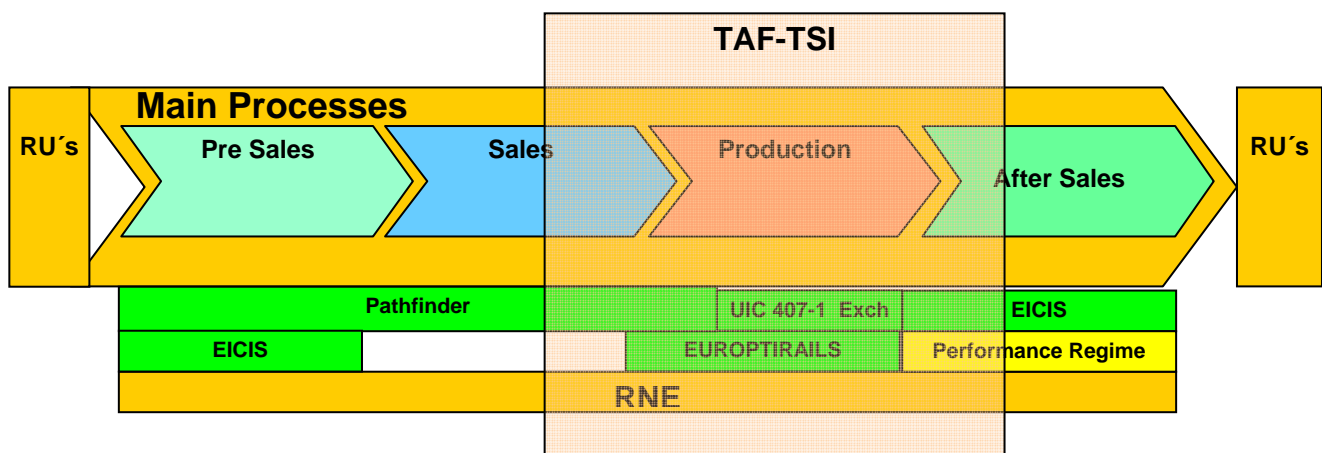 TAF-TSI
Main Processes
RU´s
Pre Sales
Sales
Production
After Sales
RU´s
Pathfinder
UIC 407-1 Exch
EICIS
EICIS
EUROPTIRAILS
Performance Regime
RNE